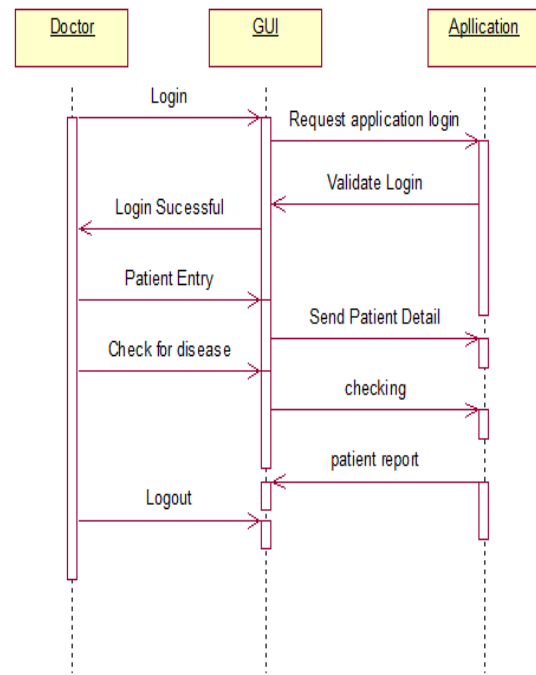 Doctor
GUI
Apllication
Login
Request application login
Validate Login
Login Sucessful
Patient Entry
Send Patient Detail
Check for disease
checking
patient report
Logout